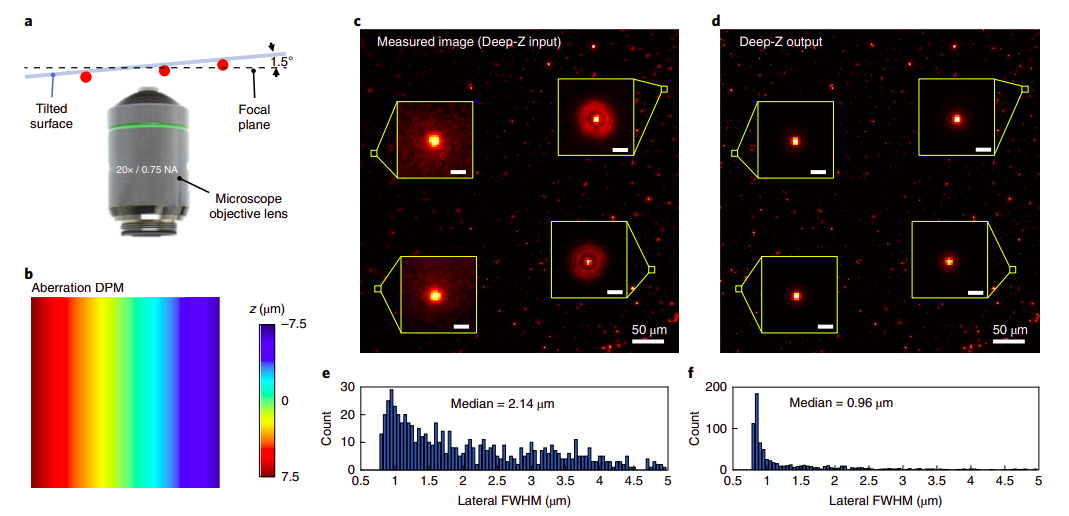 a
1.5°
Tilted
surface
Focal
plane
20× / 0.75 NA
Microscope
objective lens
b
Aberration DPM
z (μm)
–7.5
0
7.5
c
Measured image (Deep-Z input)
50 μm
d
Deep-Z output
50 μm
e
Median = 2.14 μm
Count
30
20
10
0
0.5 1 1.5 2 2.5 3 3.5 4 4.5 5
Lateral FWHM (μm)
f
Median = 0.96 μm
Count
200
100
0
0.5 1 1.5 2 2.5 3 3.5 4 4.5 5
Lateral FWHM (μm)